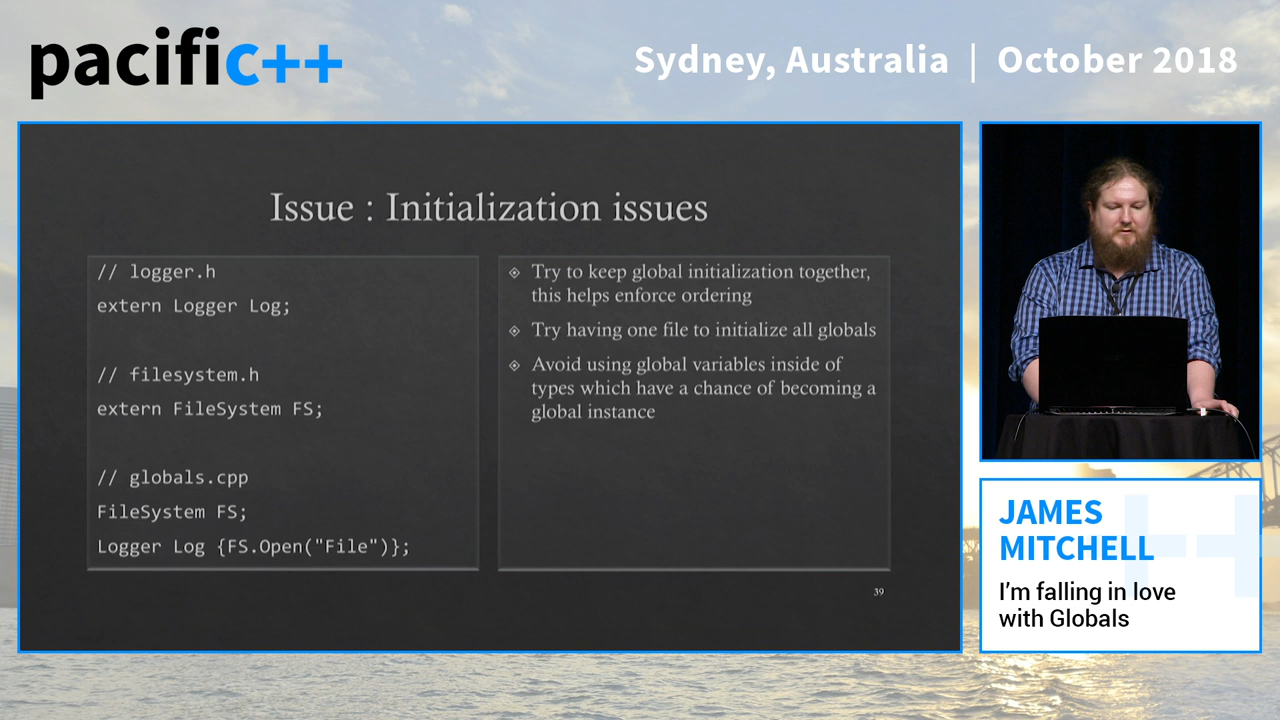 pacific++
Sydney, Australia | October 2018
Issue : Initialization issues
// logger.h
extern Logger Log;
// filesystem.h
extern FileSystem FS;
// globals.cpp
FileSystem FS;
Logger Log {FS.Open("File")};
Try to keep global initialization together,
this helps enforce ordering
Try having one file to initialize all globals
Avoid using global variables inside of
types which have a chance of becoming a
global instance
39
JAMES
MITCHELL
I'm falling in love
with Globals